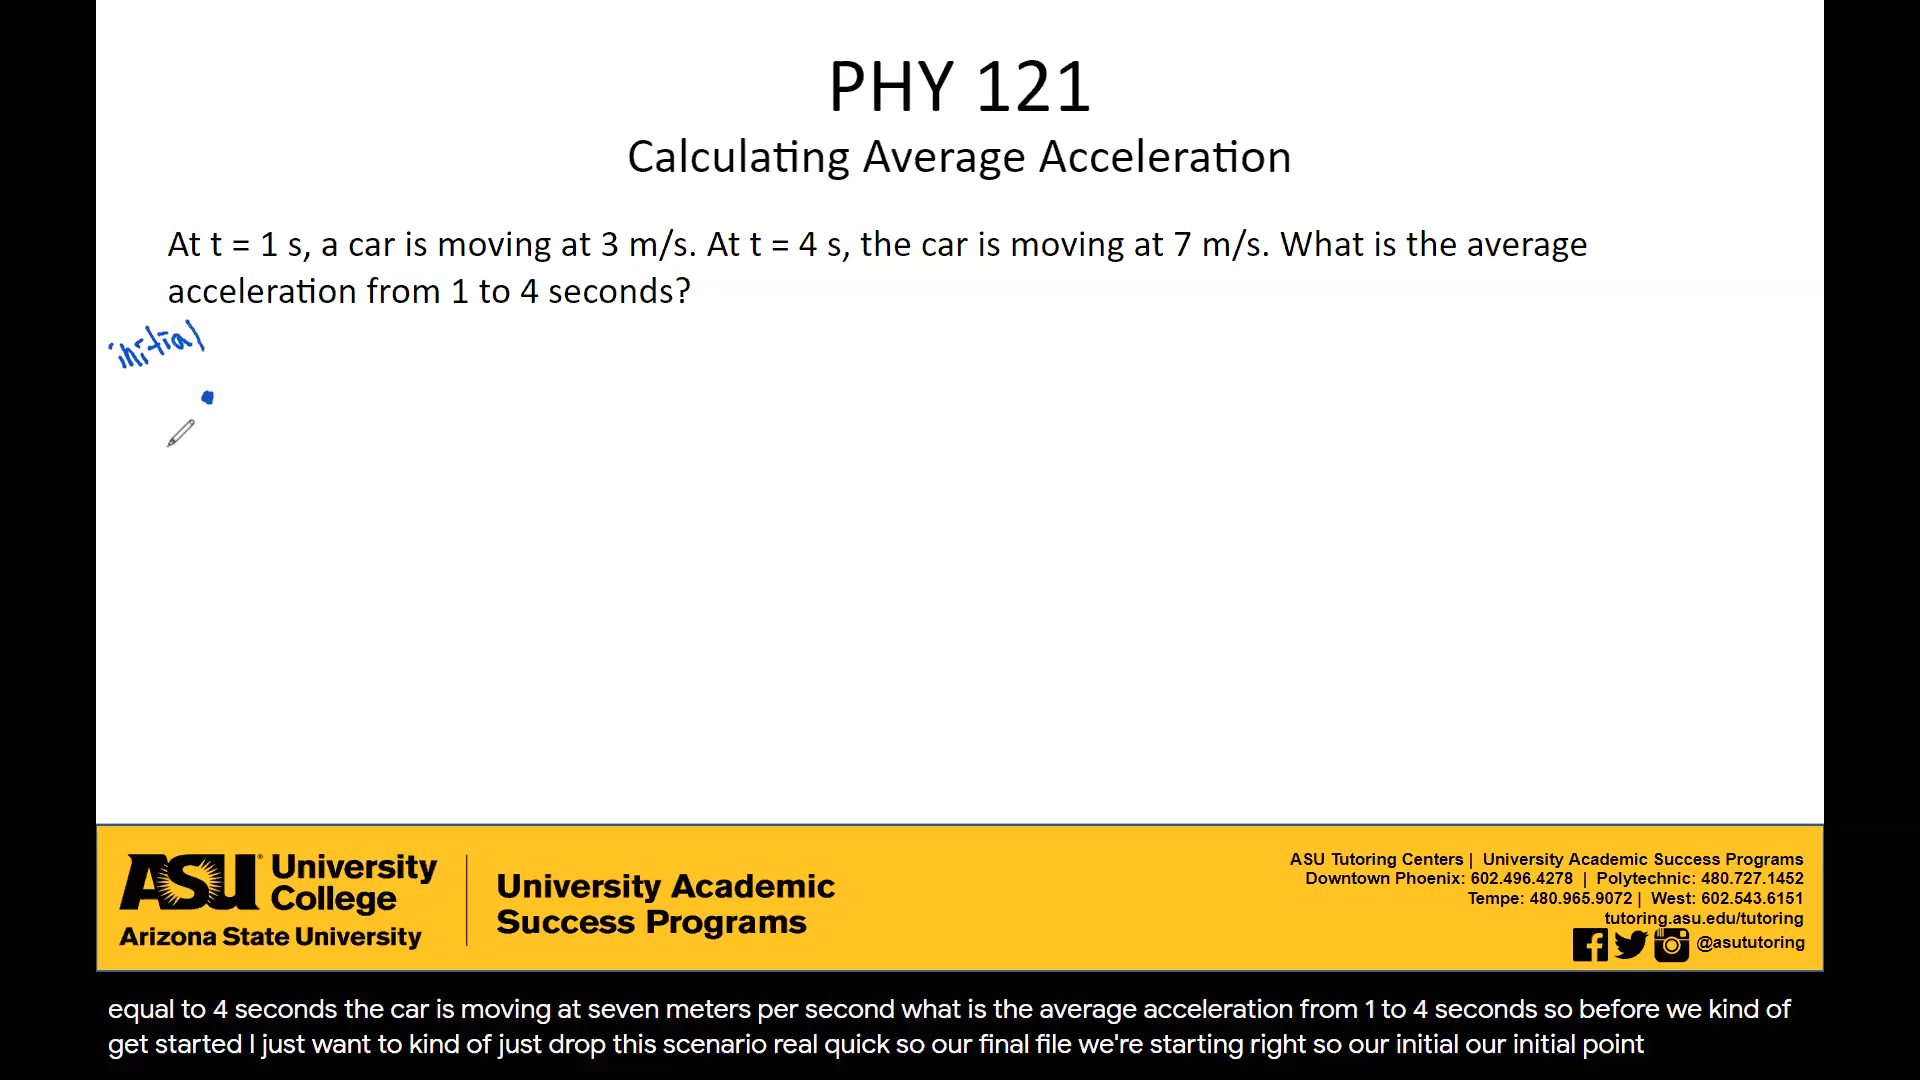 PHY 121
Calculating Average Acceleration
At t = 1 s, a car is moving at 3 m/s. At t = 4 s, the car is moving at 7 m/s. What is the average
acceleration from 1 to 4 seconds?
initial
ASU University
College
Arizona State University
University Academic
Success Programs
ASU Tutoring Centers | University Academic Success Programs
Downtown Phoenix: 602.496.4278 | Polytechnic: 480.727.1452
Tempe: 480.965.9072 | West: 602.543.6151
tutoring.asu.edu/tutoring
@asututoring
equal to 4 seconds the car is moving at seven meters per second what is the average acceleration from 1 to 4 seconds so before we kind of
get started I just want to kind of just drop this scenario real quick so our final file we're starting right so our initial our initial point